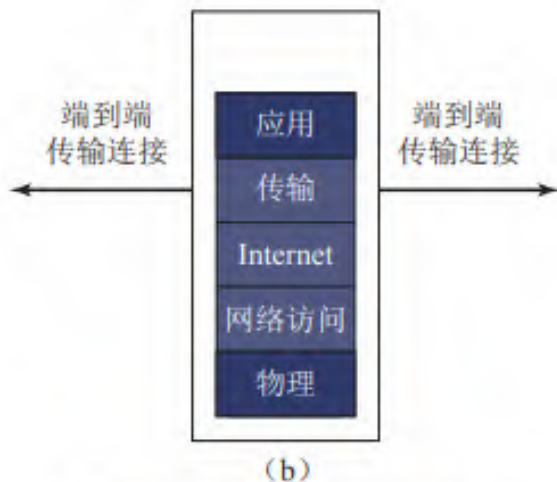 端到端
传输连接
端到端
传输连接
应用
传输
Internet
网络访问
物理
（b）